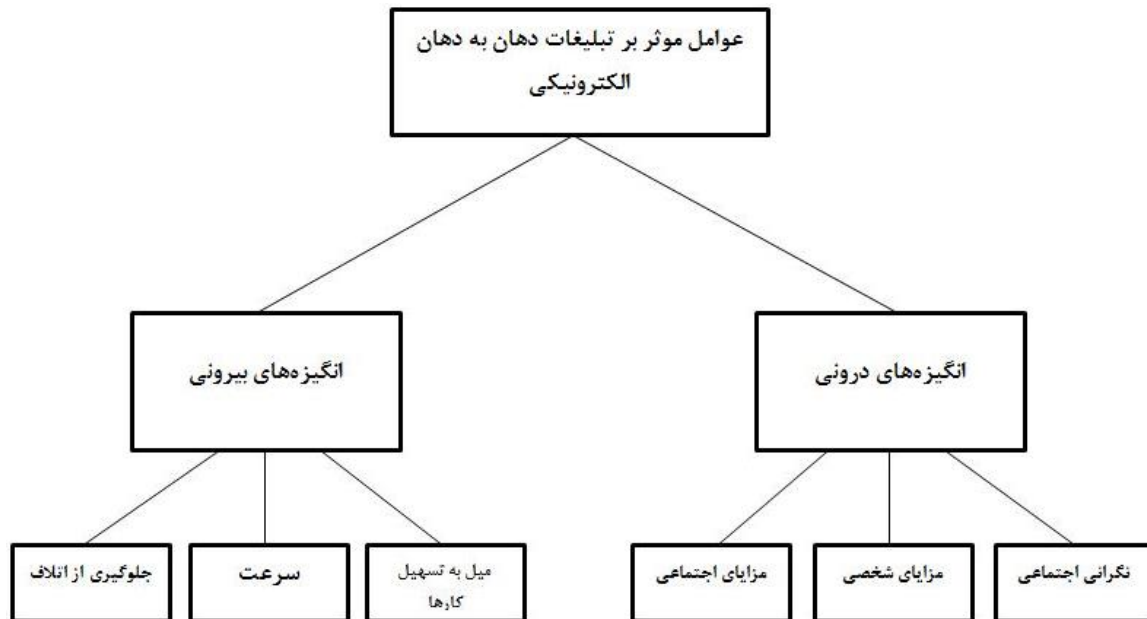 عوامل موثر بر تبلیغات دهان به دهان
الکترونیکی
انگیزه‌های درونی
انگیزه‌های بیرونی
نگرانی اجتماعی
مزایای شخصی
مزایای اجتماعی
میل به تسهیل
کارها
سرعت
جلوگیری از اتلاف